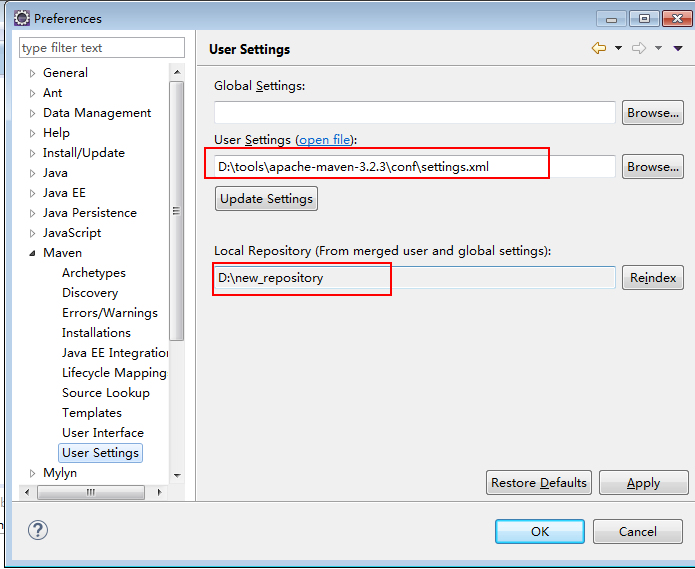 Preferences
type filter text
General
Ant
Data Management
Help
Install/Update
Java
Java EE
Java Persistence
JavaScript
Maven
Archetypes
Discovery
Errors/Warnings
Installations
Java EE Integratio
Lifecycle Mapping
Source Lookup
Templates
User Interface
User Settings
Mylyn
User Settings
Global Settings:
Browse...
User Settings (open file):
D:\tools\apache-maven-3.2.3\conf\settings.xml
Browse...
Update Settings
Local Repository (From merged user and global settings):
D:\new_repository
Reindex
Restore Defaults
Apply
?
OK
Cancel